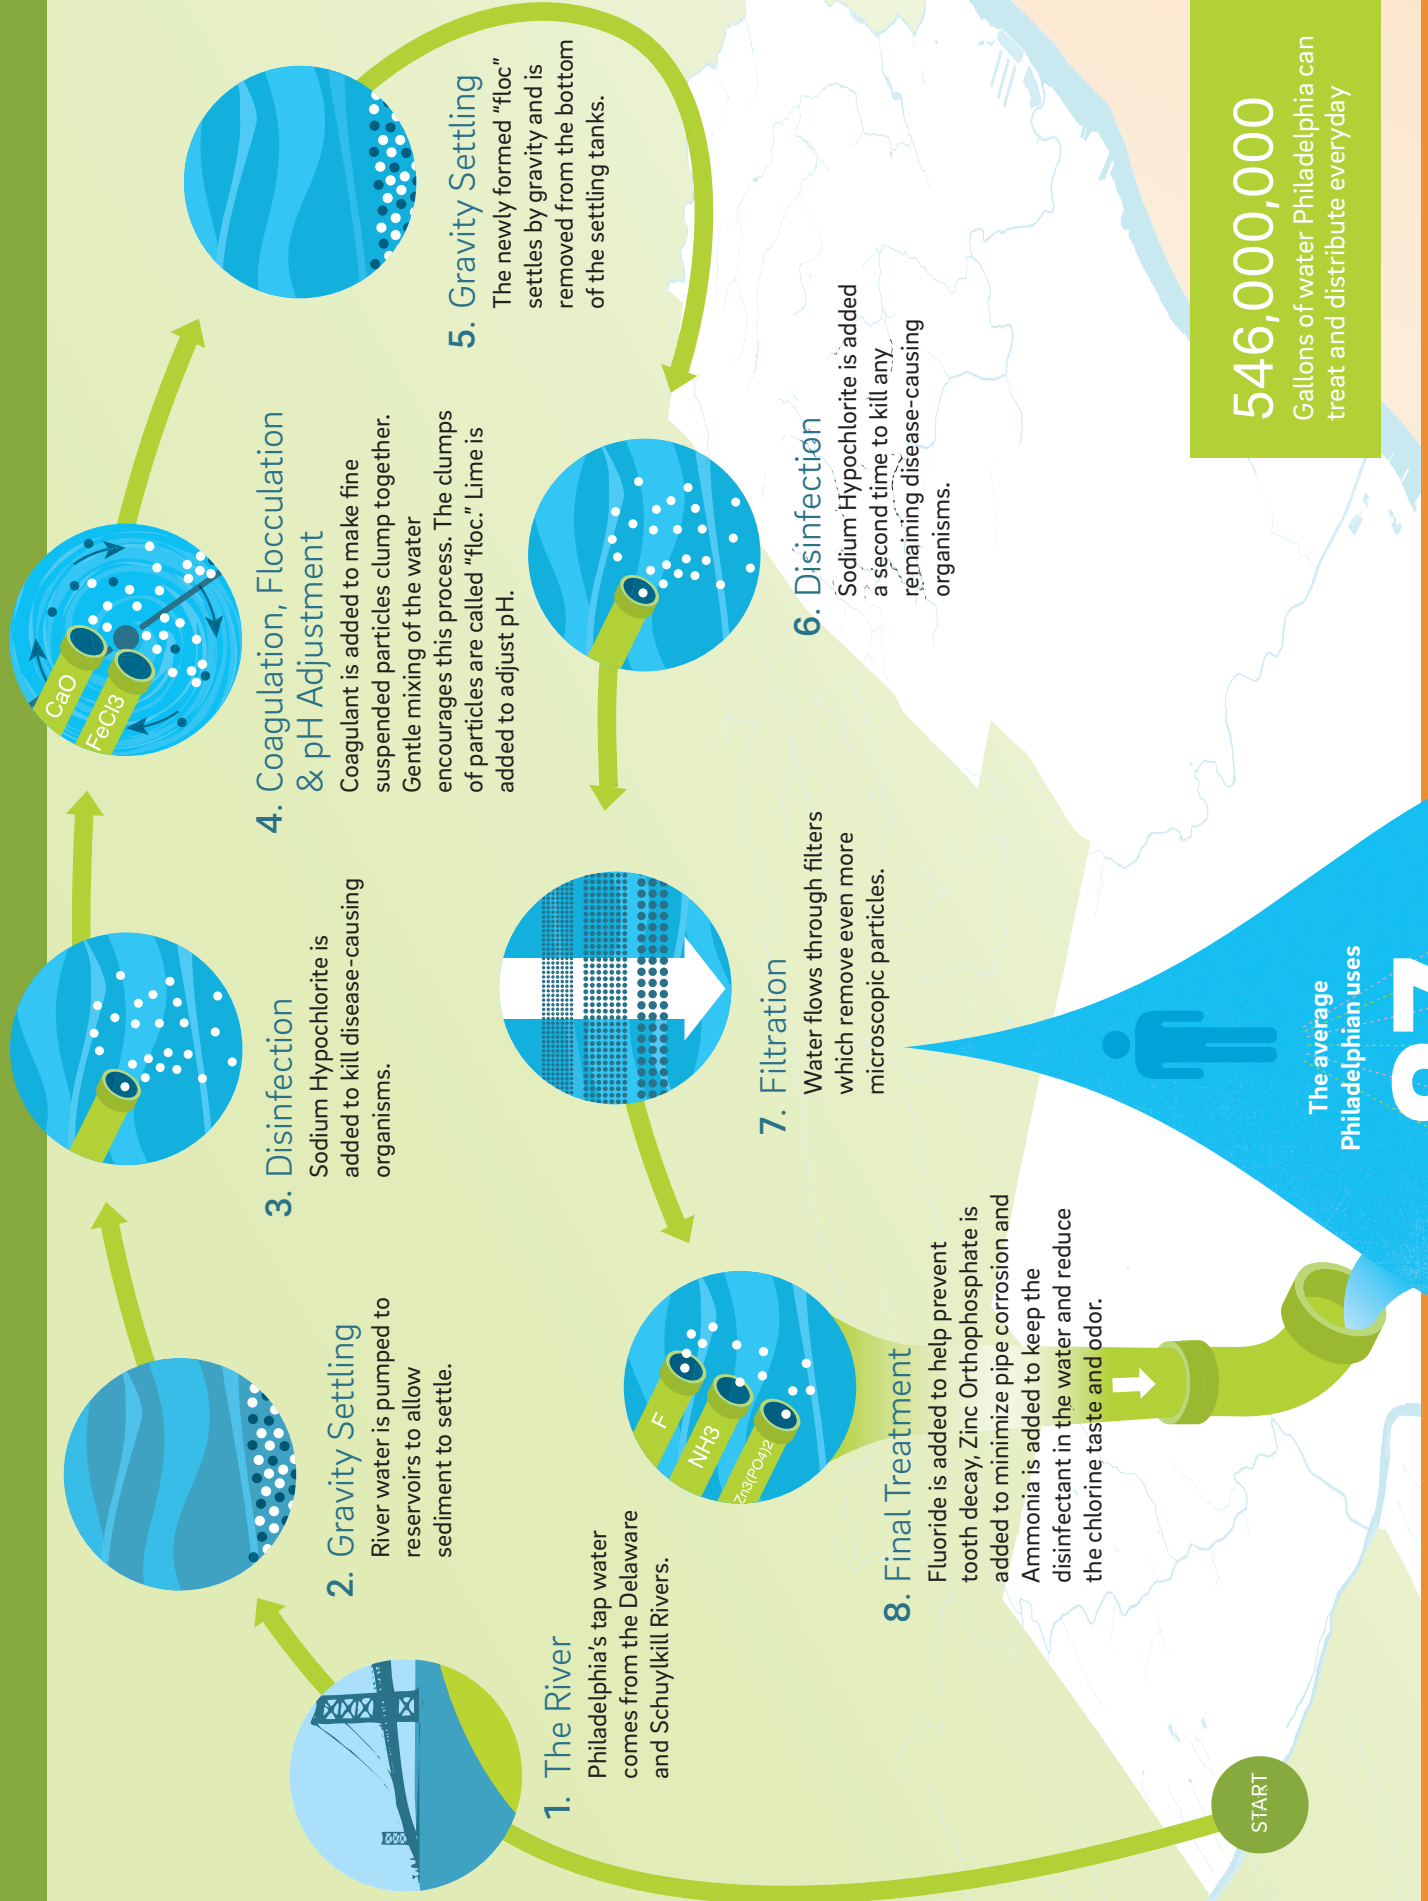 START
1. The River
Philadelphia's tap water
comes from the Delaware
and Schuylkill Rivers.
2. Gravity Settling
River water is pumped to
reservoirs to allow
sediment to settle.
3. Disinfection
Sodium Hypochlorite is
added to kill disease-causing
organisms.
CaO
FeCl3
4. Coagulation, Flocculation
& pH Adjustment
Coagulant is added to make fine
suspended particles clump together.
Gentle mixing of the water
encourages this process. The clumps
of particles are called “floc.” Lime is
added to adjust pH.
5. Gravity Settling
The newly formed “floc”
settles by gravity and is
removed from the bottom
of the settling tanks.
6. Disinfection
Sodium Hypochlorite is added
a second time to kill any
remaining disease-causing
organisms.
7. Filtration
Water flows through filters
which remove even more
microscopic particles.
F
NH3
Zn3(PO4)2
8. Final Treatment
Fluoride is added to help prevent
tooth decay, Zinc Orthophosphate is
added to minimize pipe corrosion and
Ammonia is added to keep the
disinfectant in the water and reduce
the chlorine taste and odor.
The average
Philadelphian uses
546,000,000
Gallons of water Philadelphia can
treat and distribute everyday